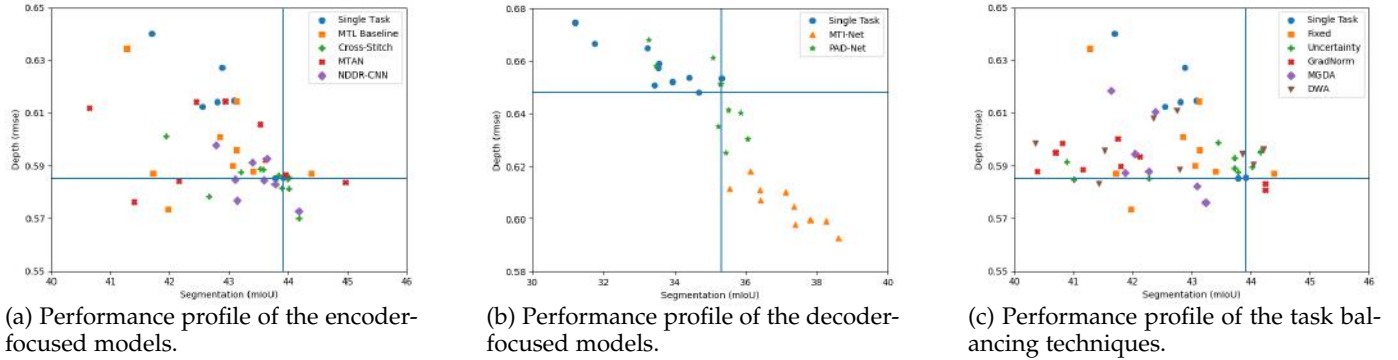 0.65
0.63
0.61
0.59
0.57
0.55
Depth (rmse)
40 41 42 43 44 45 46
Segmentation (mIoU)
Single Task
MTL Baseline
Cross-Stitch
MTAN
NDDR-CNN
(a) Performance profile of the encoder-
focused models.
0.68
0.66
0.64
0.62
0.60
0.58
Depth (rmse)
30 32 34 36 38 40
Segmentation (mIoU)
Single Task
MTI-Net
PAD-Net
(b) Performance profile of the decoder-
focused models.
0.65
0.63
0.61
0.59
0.57
0.55
Depth (rmse)
40 41 42 43 44 45 46
Segmentation (mIoU)
Single Task
Fixed
Uncertainty
GradNorm
MGDA
DWA
(c) Performance profile of the task bal-
ancing techniques.